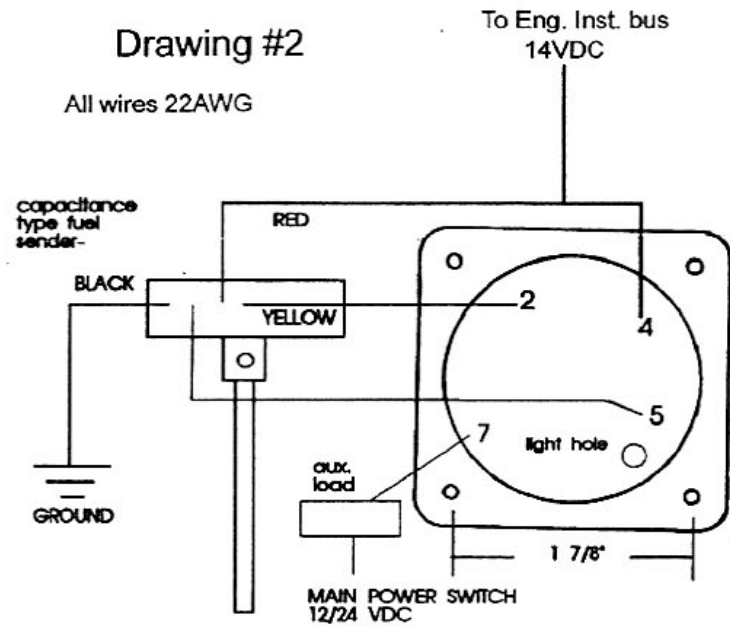 Drawing #2
To Eng. Inst. bus
14VDC
All wires 22AWG
capacitance
type fuel
sender-
RED
BLACK
YELLOW
2
4
5
7
light hole
aux.
load
GROUND
1 7/8"
MAIN POWER SWITCH
12/24 VDC